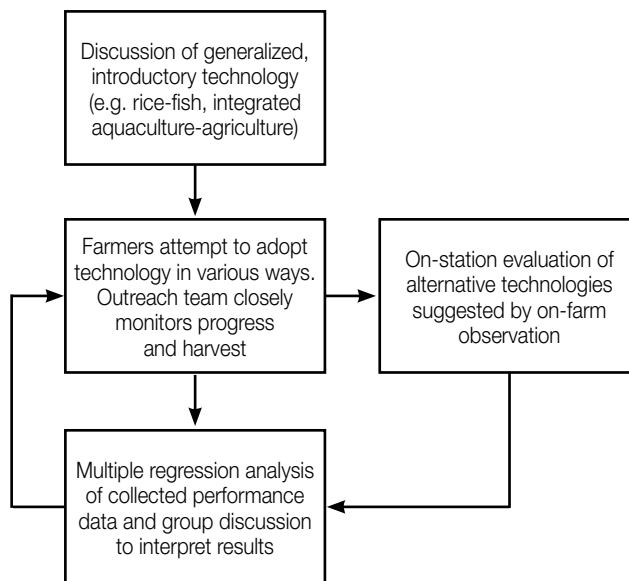 Discussion of generalized,
introductory technology
(e.g. rice-fish, integrated
aquaculture-agriculture)
Farmers attempt to adopt
technology in various ways.
Outreach team closely
monitors progress
and harvest
On-station evaluation of
alternative technologies
suggested by on-farm
observation
Multiple regression analysis
of collected performance
data and group discussion
to interpret results